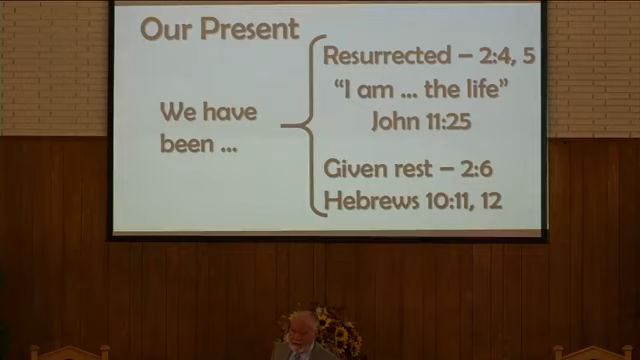 Our Present
We have
been ...
Resurrected – 2:4, 5
“I am ... the life”
John 11:25
Given rest – 2:6
Hebrews 10:11, 12